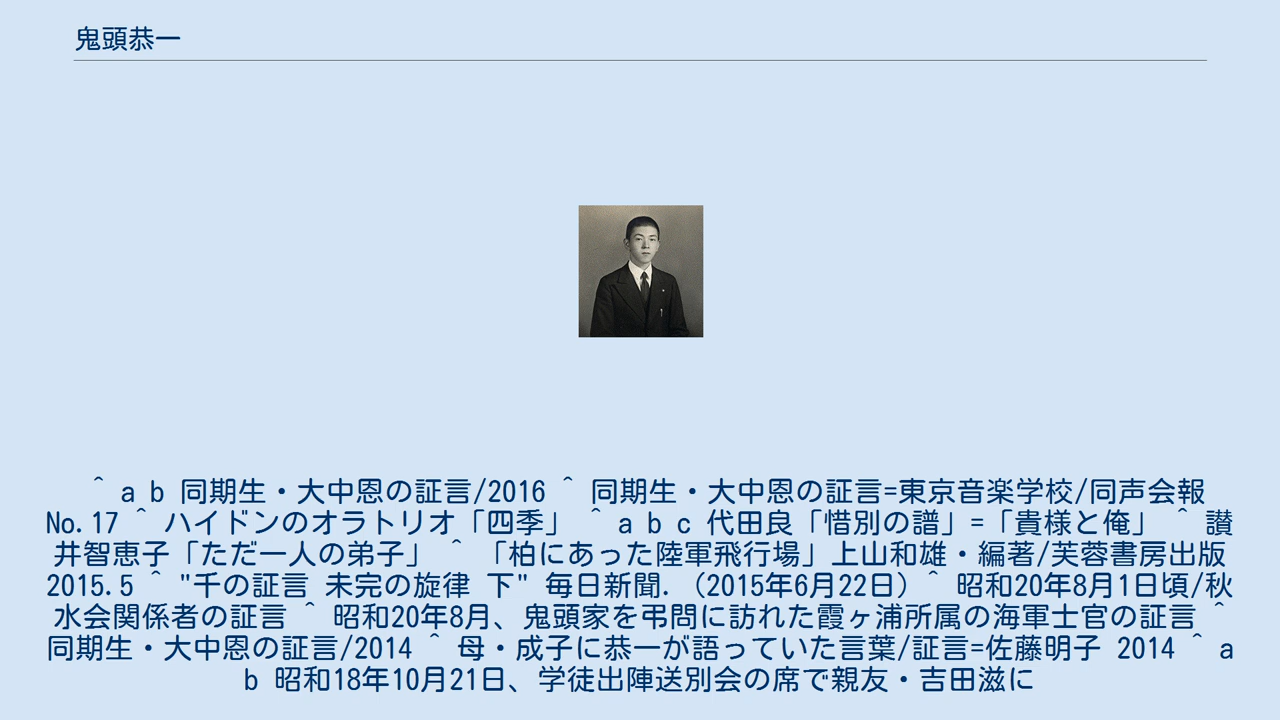 鬼頭恭一
^ a b 同期生・大中恩の証言/2016 ^ 同期生・大中恩の証言=東京音楽学校/同声会報
No.17 ^ ハイドンのオラトリオ「四季」 ^ a b c 代田良「惜別の譜」=「貴様と俺」 ^ 讃
井智恵子「ただ一人の弟子」 ^ 「柏にあった陸軍飛行場」上山和雄・編著/芙蓉書房出版
2015.5 ^ "千の証言 未完の旋律 下" 毎日新聞. (2015年6月22日) ^ 昭和20年8月1日頃/秋
水会関係者の証言 ^ 昭和20年8月、鬼頭家を弔問に訪れた霞ヶ浦所属の海軍士官の証言 ^
同期生・大中恩の証言/2014 ^ 母・成子に恭一が語っていた言葉/証言=佐藤明子 2014 ^ a
b 昭和18年10月21日、学徒出陣送別会の席で親友・吉田滋に